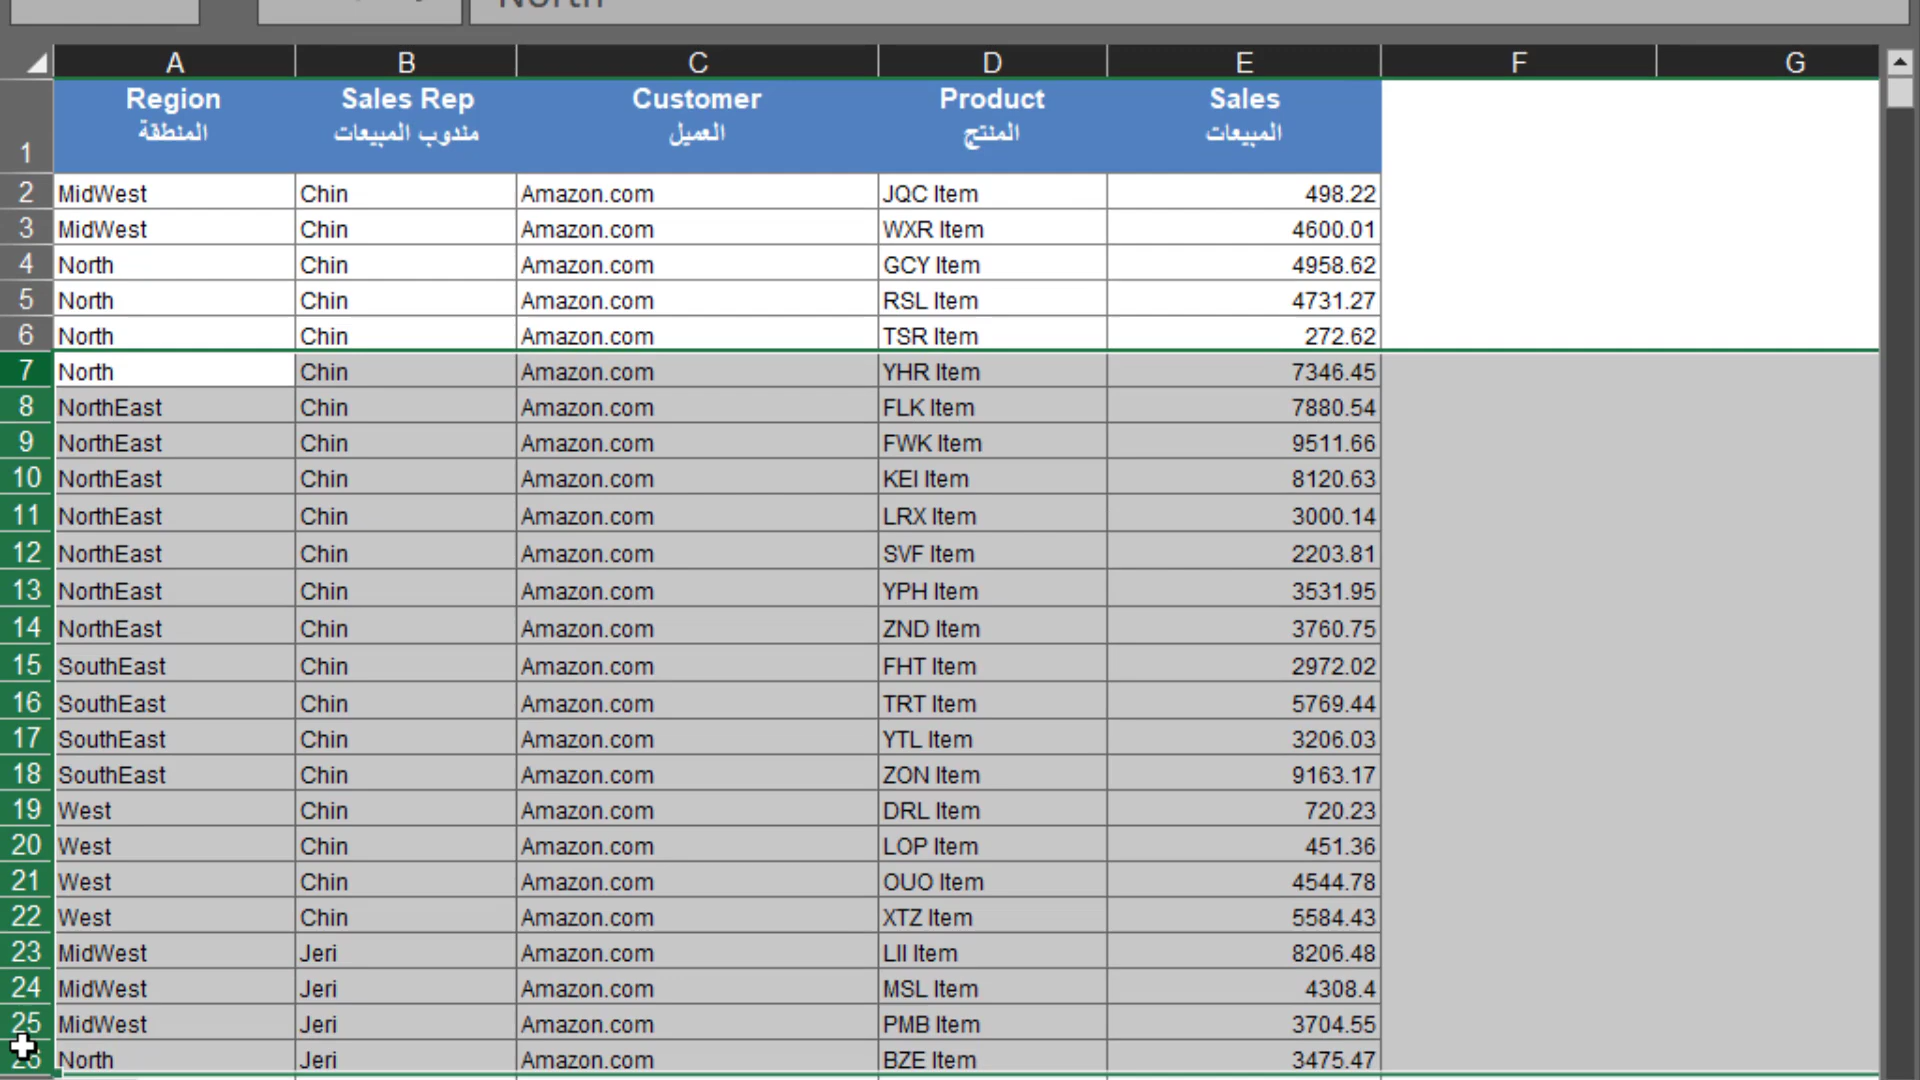 North
A B C D E F G
Region Sales Rep Customer Product Sales
المنطقة مندوب المبيعات العميل المنتج المبيعات
1
2 MidWest Chin Amazon.com JQC Item 498.22
3 MidWest Chin Amazon.com WXR Item 4600.01
4 North Chin Amazon.com GCY Item 4958.62
5 North Chin Amazon.com RSL Item 4731.27
6 North Chin Amazon.com TSR Item 272.62
7 North Chin Amazon.com YHR Item 7346.45
8 NorthEast Chin Amazon.com FLK Item 7880.54
9 NorthEast Chin Amazon.com FWK Item 9511.66
10 NorthEast Chin Amazon.com KEI Item 8120.63
11 NorthEast Chin Amazon.com LRX Item 3000.14
12 NorthEast Chin Amazon.com SVF Item 2203.81
13 NorthEast Chin Amazon.com YPH Item 3531.95
14 NorthEast Chin Amazon.com ZND Item 3760.75
15 SouthEast Chin Amazon.com FHT Item 2972.02
16 SouthEast Chin Amazon.com TRT Item 5769.44
17 SouthEast Chin Amazon.com YTL Item 3206.03
18 SouthEast Chin Amazon.com ZON Item 9163.17
19 West Chin Amazon.com DRL Item 720.23
20 West Chin Amazon.com LOP Item 451.36
21 West Chin Amazon.com OUO Item 4544.78
22 West Chin Amazon.com XTZ Item 5584.43
23 MidWest Jeri Amazon.com LII Item 8206.48
24 MidWest Jeri Amazon.com MSL Item 4308.4
25 MidWest Jeri Amazon.com PMB Item 3704.55
26 North Jeri Amazon.com BZE Item 3475.47